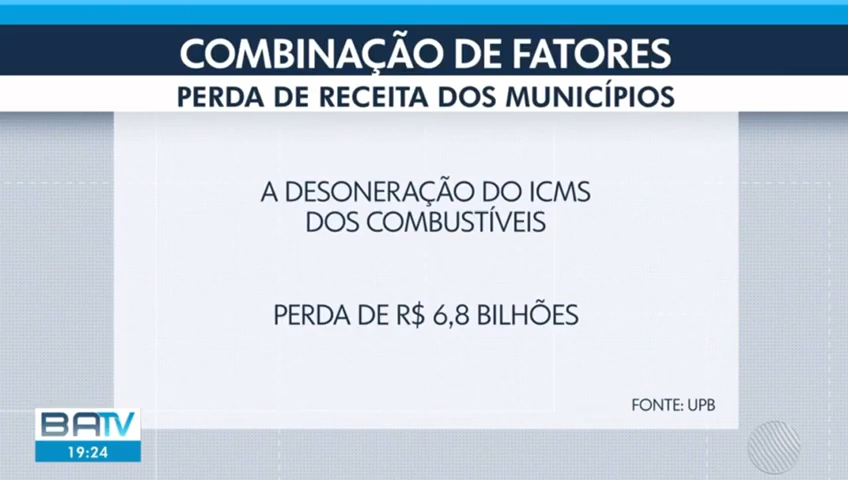 COMBINAÇÃO DE FATORES
PERDA DE RECEITA DOS MUNICÍPIOS
A DESONERAÇÃO DO ICMS
DOS COMBUSTÍVEIS
PERDA DE R$ 6,8 BILHÕES
FONTE: UPB
BATV
19:24